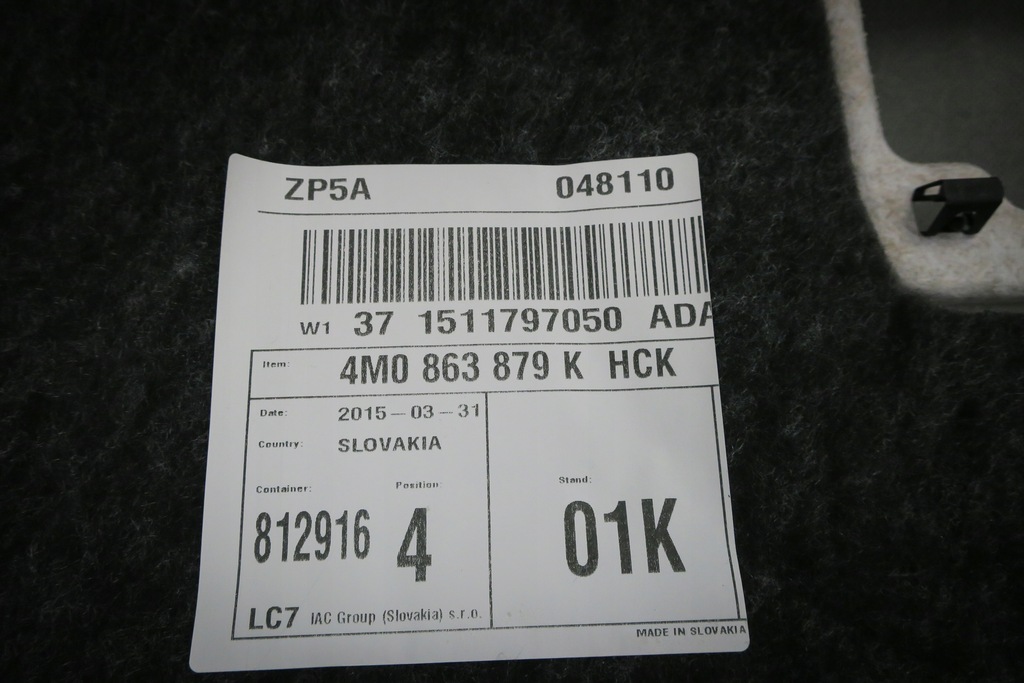 ZP5A 048110
W1 37 1511797050 ADA
Item: 4M0 863 879 K HCK
Date: 2015-03-31
Country: SLOVAKIA
Container: Position: Stand:
812916 4 01K
LC7 IAC Group (Slovakia) s.r.o.
MADE IN SLOVAKIA